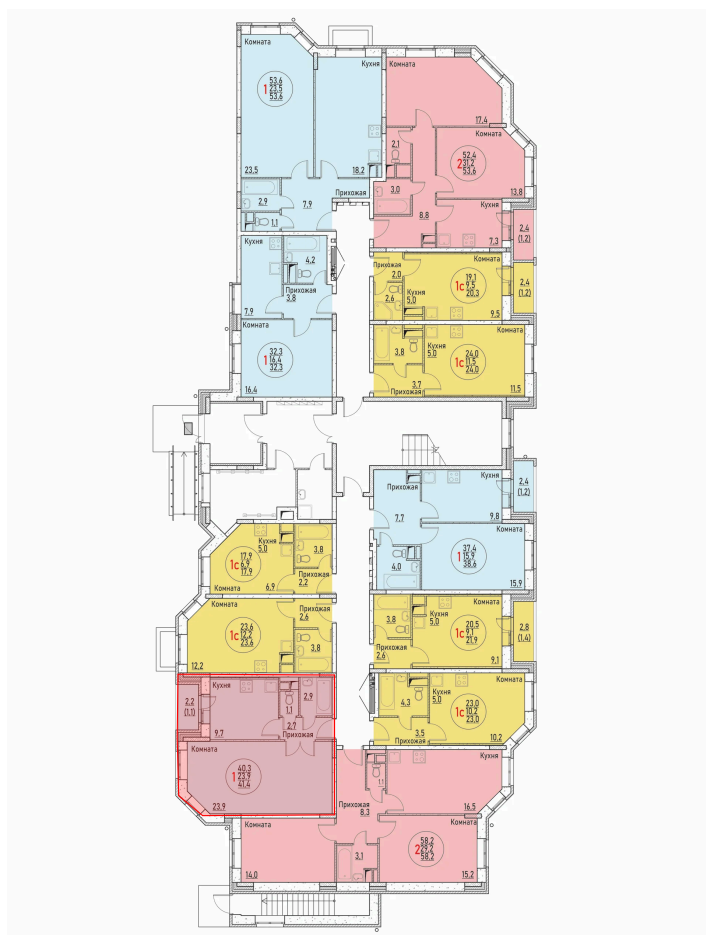 Комната
1
53.6
23.5
53.6
23.5
Кухня
18.2
Прихожая
7.9
2.9
1.1
Комната
17.4
Комната
2
52.4
31.2
53.6
13.8
2.1
3.0
8.8
Кухня
7.3
2.4
(1.2)
Кухня
7.9
4.2
Прихожая
3.8
Комната
1
32.3
16.4
32.3
16.4
Прихожая
2.0
2.6
Кухня
5.0
Комната
1с
19.1
9.5
20.3
9.5
2.4
(1.2)
3.8
Кухня
5.0
Комната
1с
24.0
11.5
24.0
11.5
3.7
Прихожая
Прихожая
7.7
Кухня
9.8
2.4
(1.2)
4.0
Комната
1
37.4
15.9
38.6
15.9
Кухня
5.0
3.8
1с
17.9
6.9
17.9
6.9
Комната
Прихожая
2.2
Комната
1с
23.6
12.2
23.6
12.2
Прихожая
2.6
3.8
3.8
Прихожая
2.6
Кухня
5.0
Комната
1с
20.5
9.1
21.9
9.1
2.8
(1.4)
2.2
(1.1)
Кухня
9.7
1.1
2.9
2.7
Прихожая
Комната
1
40.3
23.9
41.4
23.9
4.3
Кухня
5.0
Комната
1с
23.0
10.2
23.0
10.2
3.5
Прихожая
1.1
Кухня
16.5
Прихожая
8.3
Комната
14.0
3.1
Комната
2
58.2
29.2
58.2
15.2